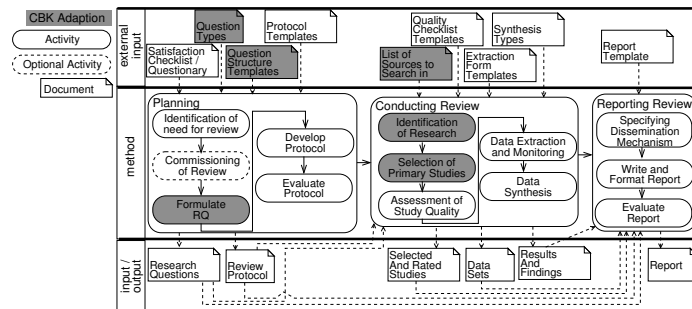 CBK Adaption
Activity
Optional Activity
Document
external
input
Satisfaction
Checklist /
Questionary
Question
Types
Question
Structure
Templates
Protocol
Templates
List of
Sources to
Search in
Quality
Checklist
Templates
Extraction
Form
Templates
Synthesis
Types
Report
Template
method
Planning
Identification of
need for review
Commissioning
of Review
Formulate
RQ
Develop
Protocol
Evaluate
Protocol
Conducting Review
Identification
of Research
Selection of
Primary Studies
Assessment of
Study Quality
Data Extraction
and Monitoring
Data
Synthesis
Reporting Review
Specifying
Dissemination
Mechanism
Write and
Format Report
Evaluate
Report
input /
output
Research
Questions
Review
Protocol
Selected
And Rated
Studies
Data
Sets
Results
And
Findings
Report